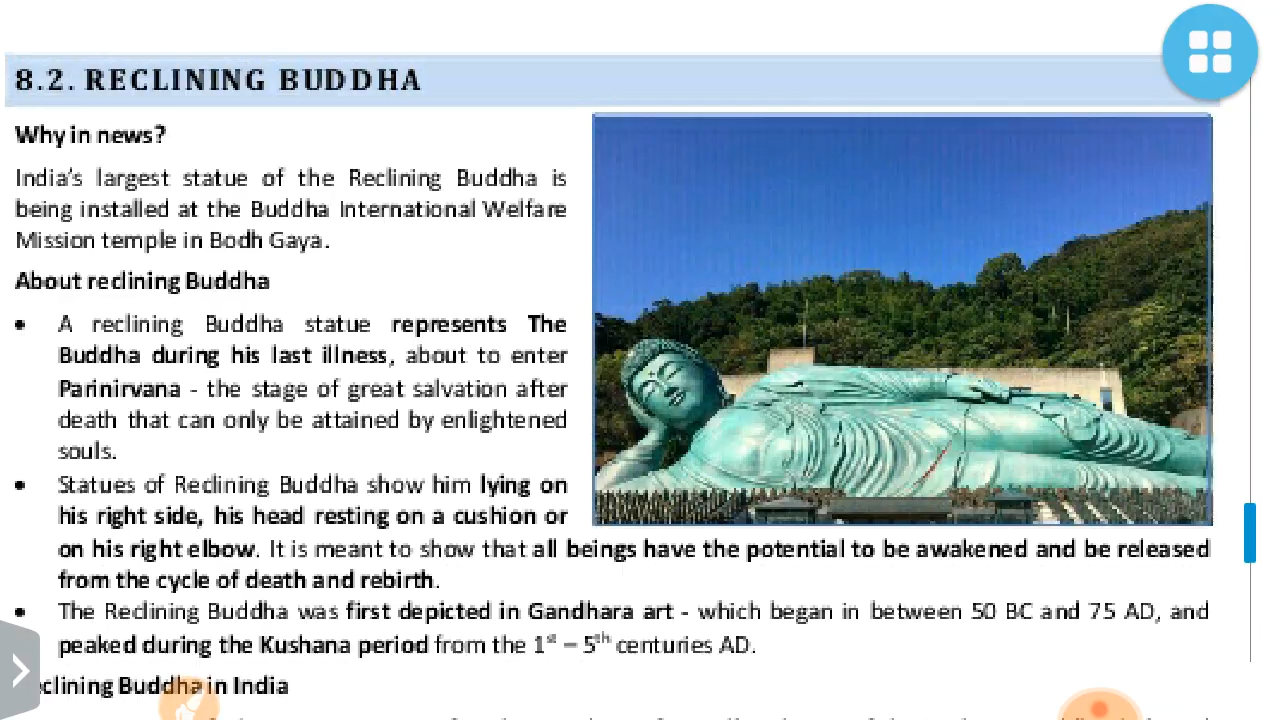 8.2. RECLINING BUDDHA
Why in news?
India's largest statue of the Reclining Buddha is
being installed at the Buddha International Welfare
Mission temple in Bodh Gaya.
About reclining Buddha
• A reclining Buddha statue represents The
Buddha during his last illness, about to enter
Parinirvana - the stage of great salvation after
death that can only be attained by enlightened
souls.
• Statues of Reclining Buddha show him lying on
his right side, his head resting on a cushion or
on his right elbow. It is meant to show that all beings have the potential to be awakened and be released
from the cycle of death and rebirth.
• The Reclining Buddha was first depicted in Gandhara art - which began in between 50 BC and 75 AD, and
peaked during the Kushana period from the 1st – 5th centuries AD.
eclining Buddha in India